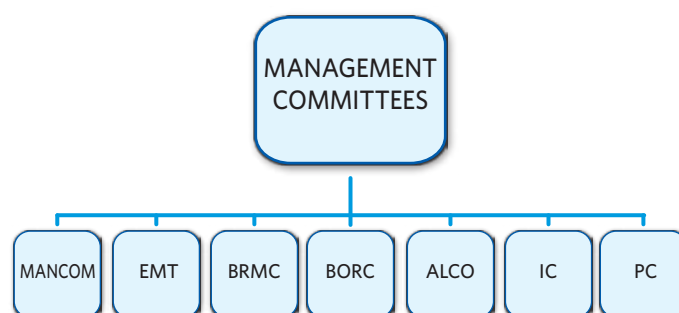 MANAGEMENT
COMMITTEES
MANCOM
EMT
BRMC
BORC
ALCO
IC
PC